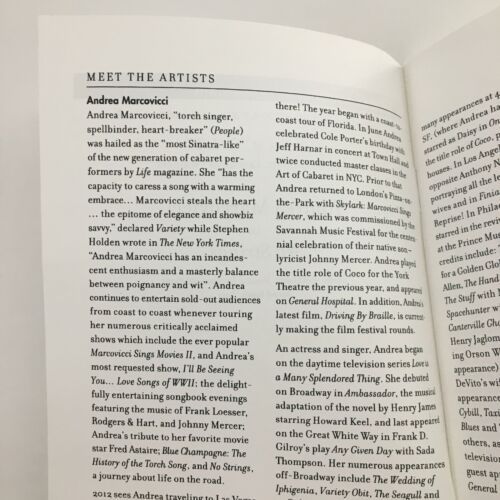 MEET THE ARTISTS
Andrea Marcovicci
Andrea Marcovicci, "torch singer,
spellbinder, heart-breaker" (People)
was hailed as the "most Sinatra-like"
of the new generation of cabaret per-
formers by Life magazine. She "has the
capacity to caress a song with a warming
embrace... Marcovicci steals the heart
... the epitome of elegance and showbiz
savvy," declared Variety while Stephen
Holden wrote in The New York Times,
"Andrea Marcovicci has an incandes-
cent enthusiasm and a masterly balance
between poignancy and wit". Andrea
continues to entertain sold-out audiences
from coast to coast whenever touring
her numerous critically acclaimed
shows which include the ever popular
Marcovicci Sings Movies II, and Andrea's
most requested show, I'll Be Seeing
You... Love Songs of WWII; the delight-
fully entertaining songbook evenings
featuring the music of Frank Loesser,
Rodgers & Hart, and Johnny Mercer;
Andrea's tribute to her favorite movie
star Fred Astaire; Blue Champagne: The
History of the Torch Song, and No Strings,
a journey about life on the road.
2012 sees Andrea traveling to Las Vegas
there! The year began with a coast-to-
coast tour of Florida. In June Andrea
celebrated Cole Porter's birthday with
Jeff Harnar in concert at Town Hall and
twice conducted master classes in the
Art of Cabaret in NYC. Prior to that
Andrea returned to London's Pizza-on-
the-Park with Skylark: Marcovicci Sings
Mercer, which was commissioned by the
Savannah Music Festival for the centen-
nial celebration of their native son-
lyricist Johnny Mercer. Andrea played
the title role of Coco for the York
Theatre the previous year, and appeared
on General Hospital. In addition, Andrea's
latest film, Driving By Braille, is current-
ly making the film festival rounds.
An actress and singer, Andrea began
on the daytime television series Love is
a Many Splendored Thing. She debuted
on Broadway in Ambassador, the musical
adaptation of the novel by Henry James
starring Howard Keel, and last appeared
on the Great White Way in Frank D.
Gilroy's play Any Given Day with Sada
Thompson. Her numerous appearances
off-Broadway include The Wedding of
Iphigenia, Variety Obit, The Seagull and
many appearances at
SF, (where Andrea
starred as Daisy in
the title role of Coco.
houses. In Los
opposite Anthony
portraying all the
wives and in
Reprise! In
starred in the
at the Prince
credits include:
for a Golden
Allen, The
The Stuff with
Spacehunter
Canterville
Henry
ing Orson
appearance)
DeVito's
Cybill,
Blues and
others, as
television
guest
General